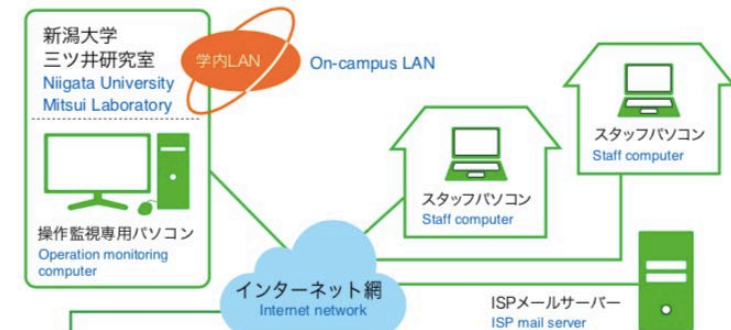 新潟大学
三ツ井研究室
Niigata University
Mitsui Laboratory
学内LAN
On-campus LAN
操作監視専用パソコン
Operation monitoring
computer
スタッフパソコン
Staff computer
スタッフパソコン
Staff computer
インターネット網
Internet network
ISPメールサーバー
ISP mail server